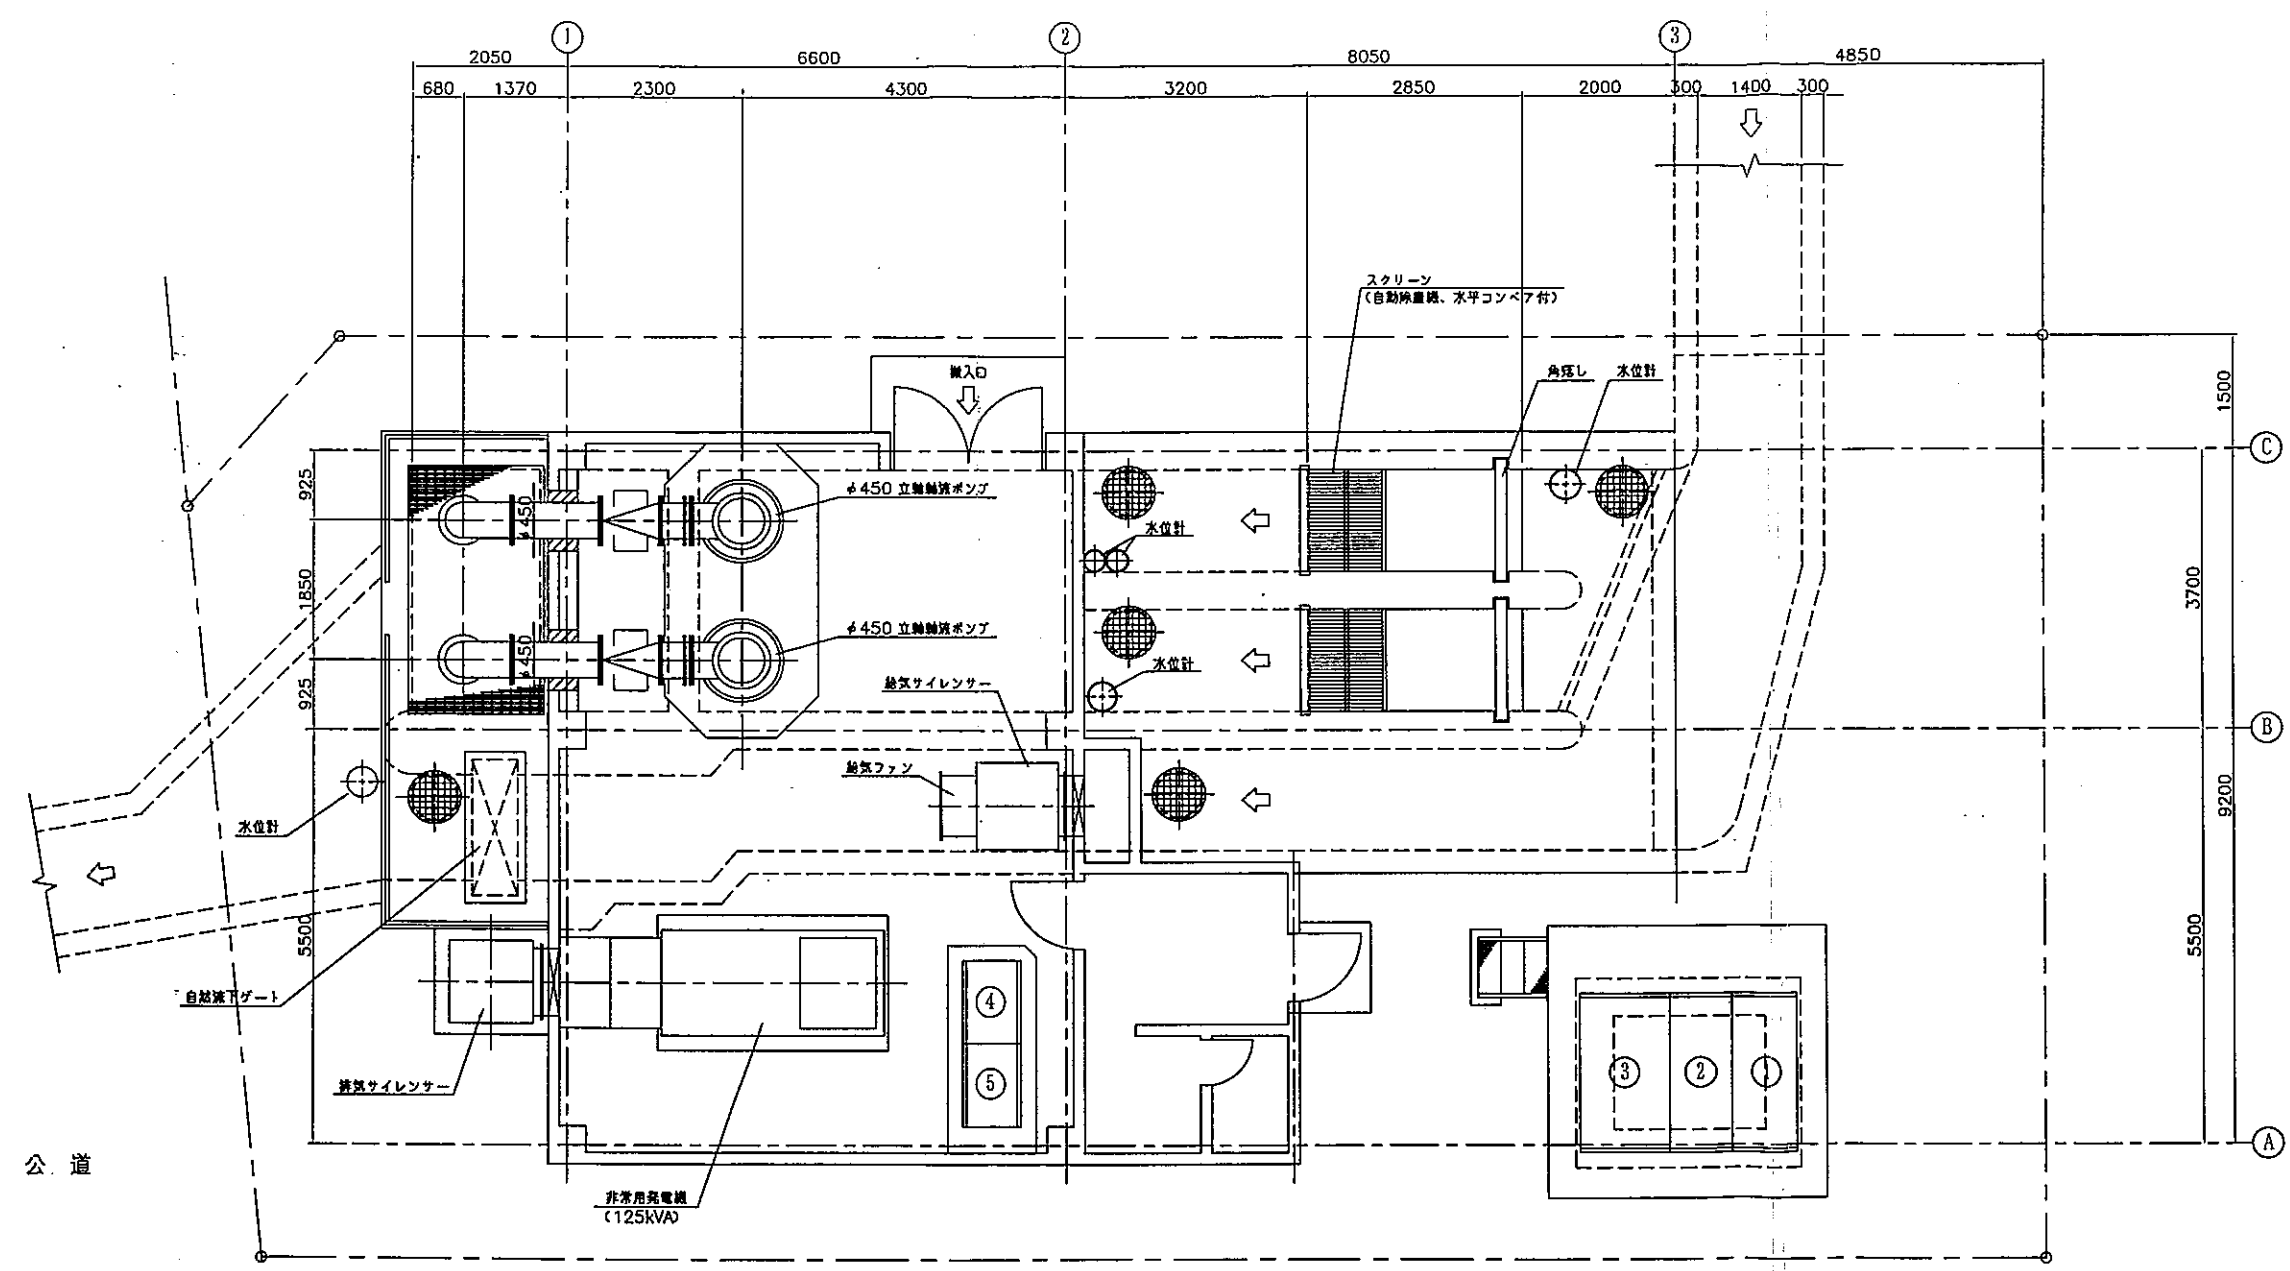 1
2
3
2050
6600
8050
4850
680
1370
2300
4300
3200
2850
2000
300
1400
300
スクリーン
(自動除塵機、水平コンベア付)
搬入口
角落し
水位計
1500
C
925
φ450
φ450 立軸軸流ポンプ
水位計
1850
3700
φ450 立軸軸流ポンプ
水位計
φ450
925
給気サイレンサー
B
給気ファン
水位計
9200
5500
5500
自然流下ゲート
4
5
3
2
1
排気サイレンサー
A
公道
非常用発電機
(125kVA)